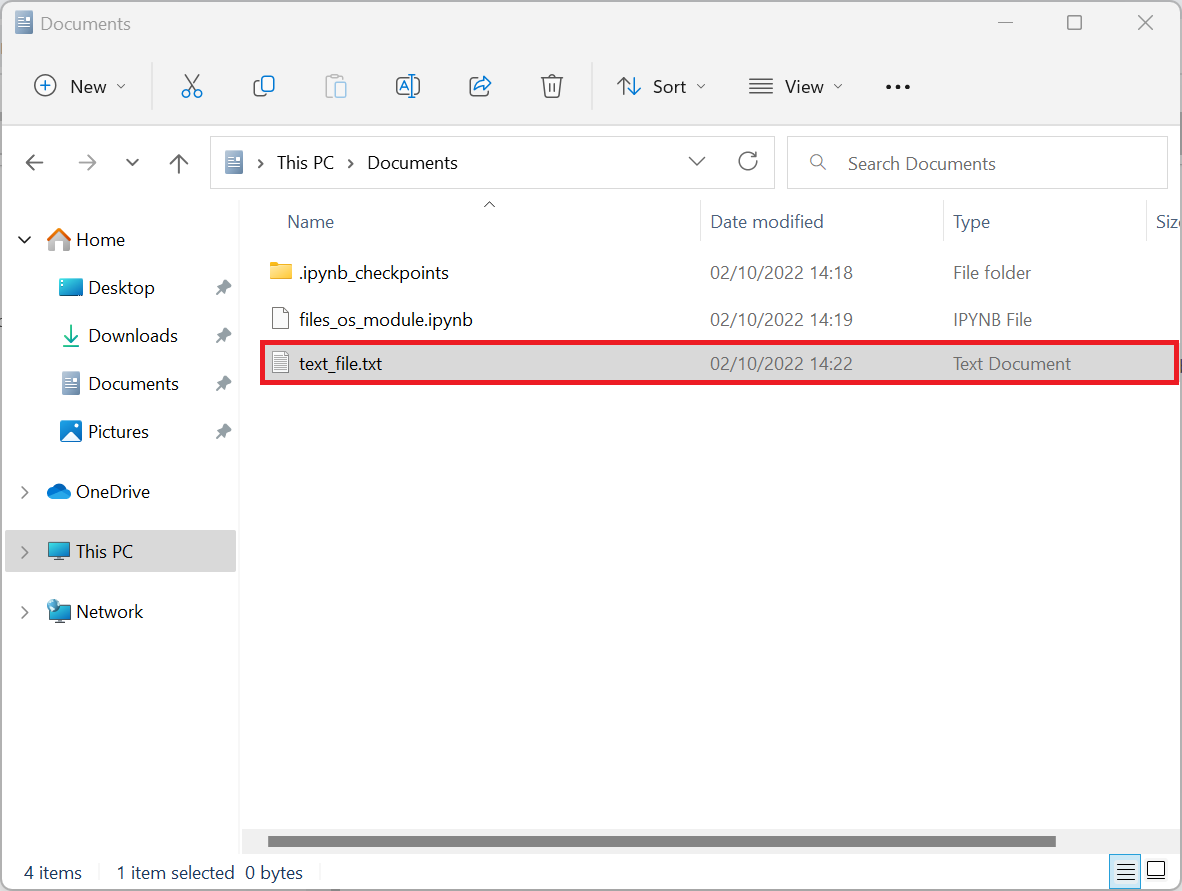 Documents
New Sort View
This PC Documents Search Documents
Name Date modified Type
Home
.ipynb_checkpoints 02/10/2022 14:18 File folder
Desktop
files_os_module.ipynb 02/10/2022 14:19 IPYNB File
Downloads
text_file.txt 02/10/2022 14:22 Text Document
Documents
Pictures
OneDrive
This PC
Network
4 items 1 item selected 0 bytes